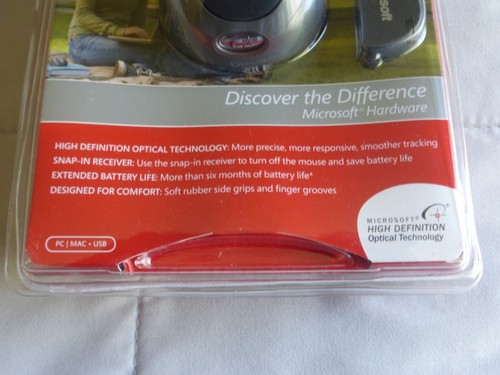 soft
Discover the Difference
Microsoft® Hardware
HIGH DEFINITION OPTICAL TECHNOLOGY: More precise, more responsive, smoother tracking
SNAP-IN RECEIVER: Use the snap-in receiver to turn off the mouse and save battery life
EXTENDED BATTERY LIFE: More than six months of battery life*
DESIGNED FOR COMFORT: Soft rubber side grips and finger grooves
MICROSOFT®
HIGH DEFINITION
Optical Technology
PC | MAC • USB